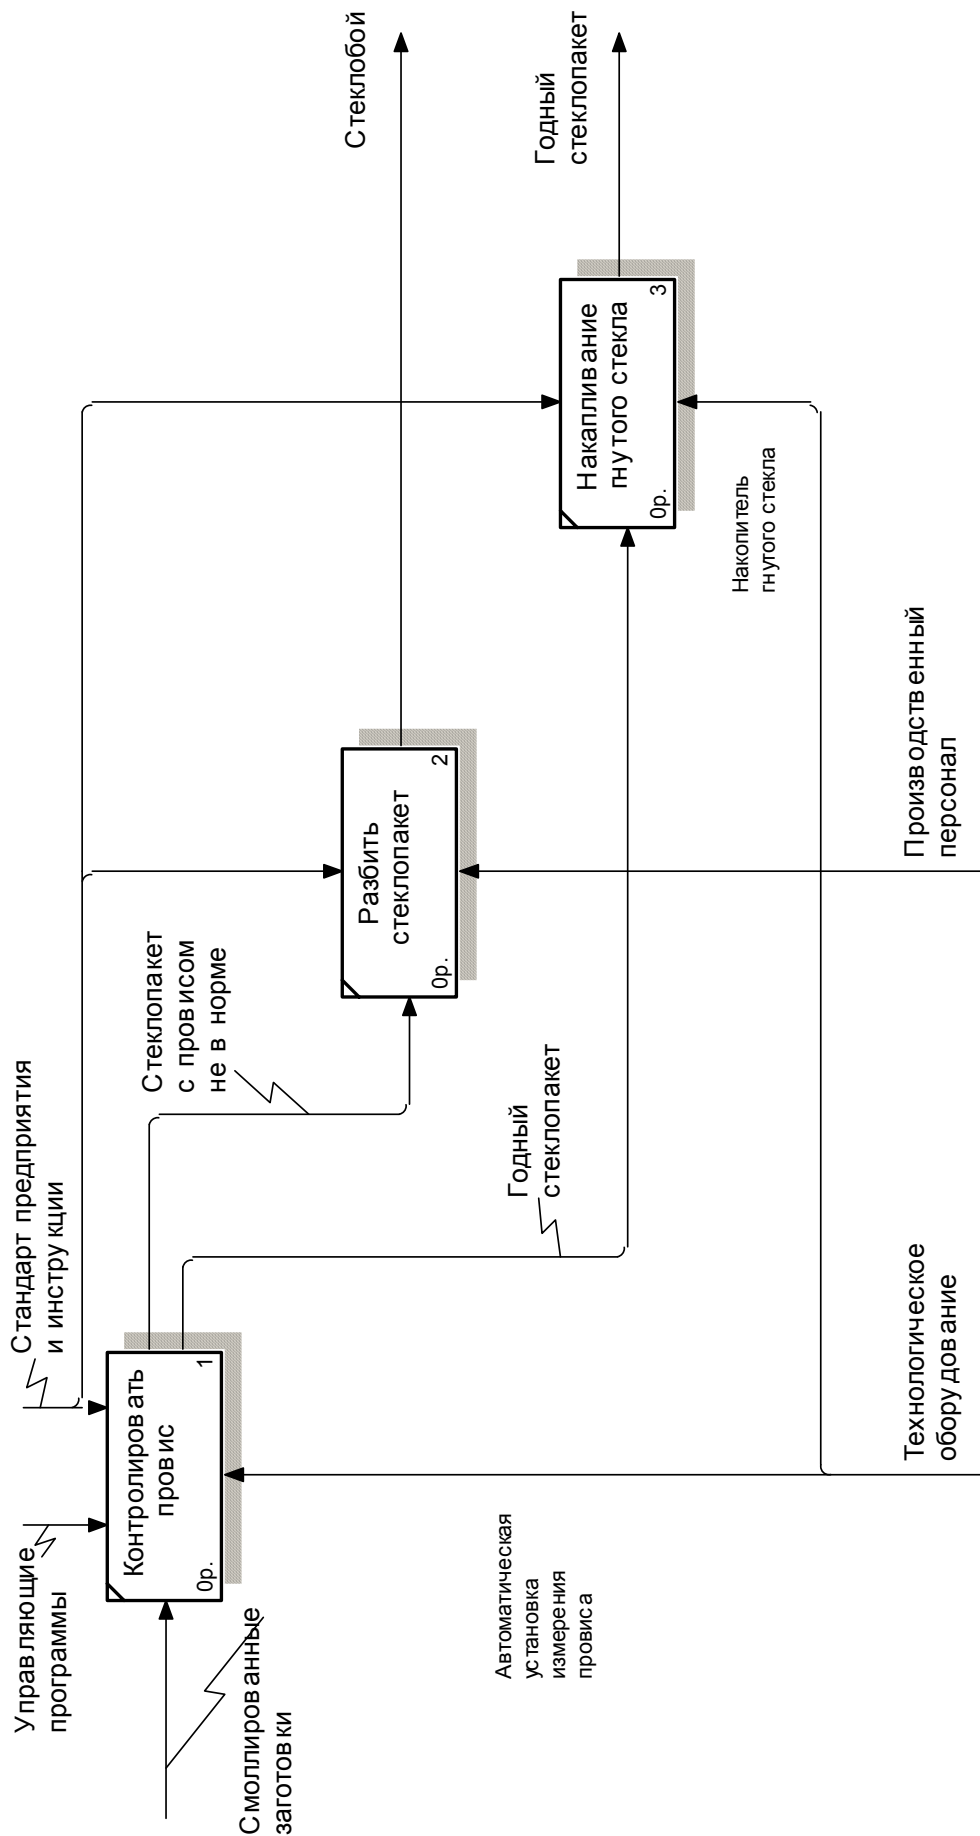 Управляющие
программы
Стандарт предприятия
и инструкции
Смоллированные
заготовки
Контролировать
провис
0р.
1
Стеклопакет
с провисом
не в норме
Годный
стеклопакет
Разбить
стеклопакет
0р.
2
Стеклобой
Накапливание
гнутого стекла
0р.
3
Годный
стеклопакет
Автоматическая
установка
измерения
провиса
Накопитель
гнутого стекла
Технологическое
оборудование
Производственный
персонал